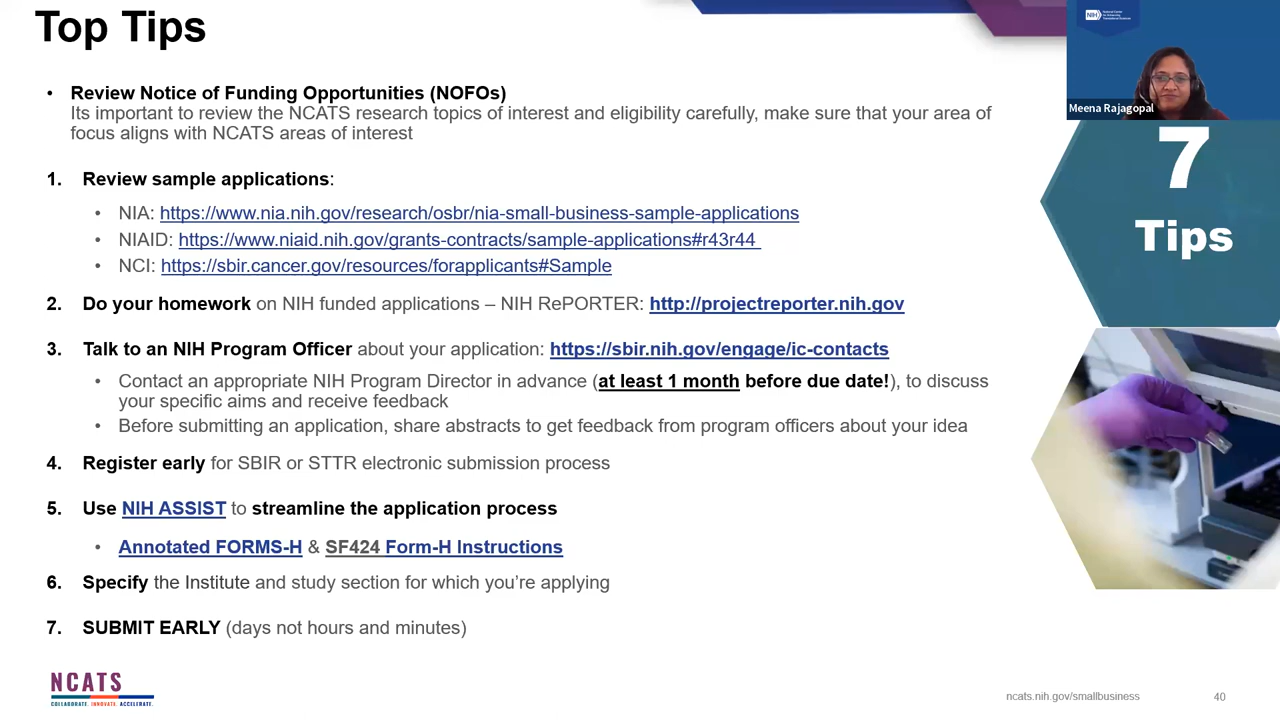 Top Tips
• Review Notice of Funding Opportunities (NOFOs)
Its important to review the NCATS research topics of interest and eligibility carefully, make sure that your area of
focus aligns with NCATS areas of interest
1. Review sample applications:
• NIA: https://www.nia.nih.gov/research/osbr/nia-small-business-sample-applications
• NIAID: https://www.niaid.nih.gov/grants-contracts/sample-applications#r43r44
• NCI: https://sbir.cancer.gov/resources/forapplicants#Sample
2. Do your homework on NIH funded applications – NIH RePORTER: http://projectreporter.nih.gov
3. Talk to an NIH Program Officer about your application: https://sbir.nih.gov/engage/ic-contacts
• Contact an appropriate NIH Program Director in advance (at least 1 month before due date!), to discuss
your specific aims and receive feedback
• Before submitting an application, share abstracts to get feedback from program officers about your idea
4. Register early for SBIR or STTR electronic submission process
5. Use NIH ASSIST to streamline the application process
• Annotated FORMS-H & SF424 Form-H Instructions
6. Specify the Institute and study section for which you're applying
7. SUBMIT EARLY (days not hours and minutes)
NIH
Meena Rajagopal
7
Tips
NCATS
COLLABORATE. INNOVATE. ACCELERATE.
ncats.nih.gov/smallbusiness
40